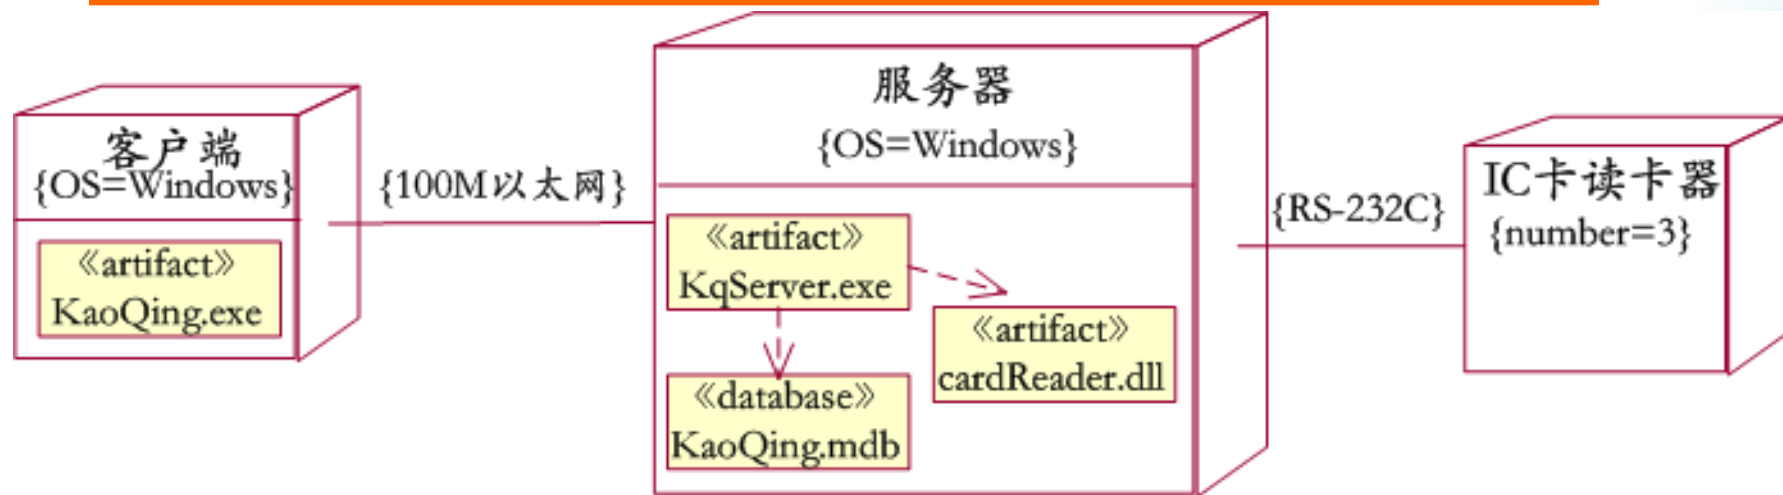 客户端
{OS=Windows}
《artifact》
KaoQing.exe
{100M以太网}
服务器
{OS=Windows}
《artifact》
KqServer.exe
《artifact》
cardReader.dll
《database》
KaoQing.mdb
{RS-232C}
IC卡读卡器
{number=3}